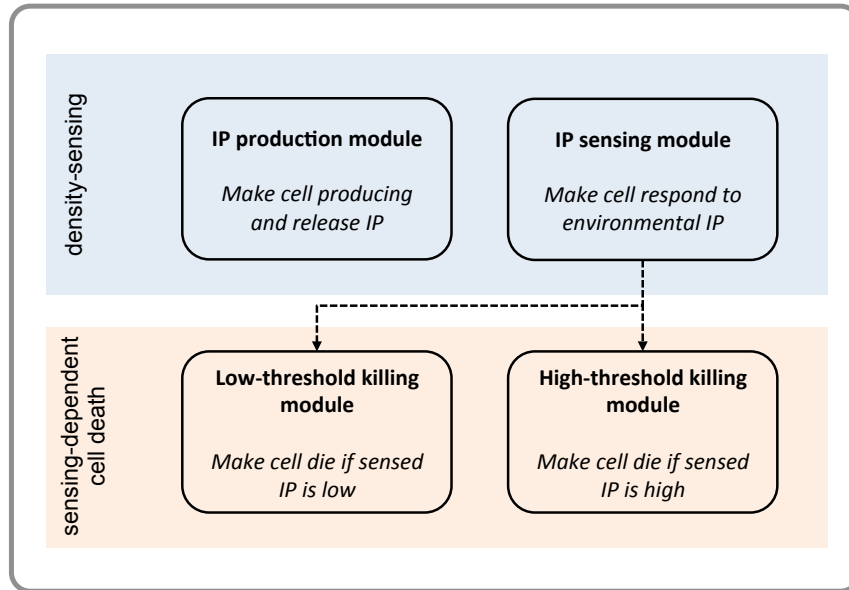 density-sensing
IP production module
Make cell producing
and release IP
IP sensing module
Make cell respond to
environmental IP
sensing-dependent
cell death
Low-threshold killing
module
Make cell die if sensed
IP is low
High-threshold killing
module
Make cell die if sensed
IP is high